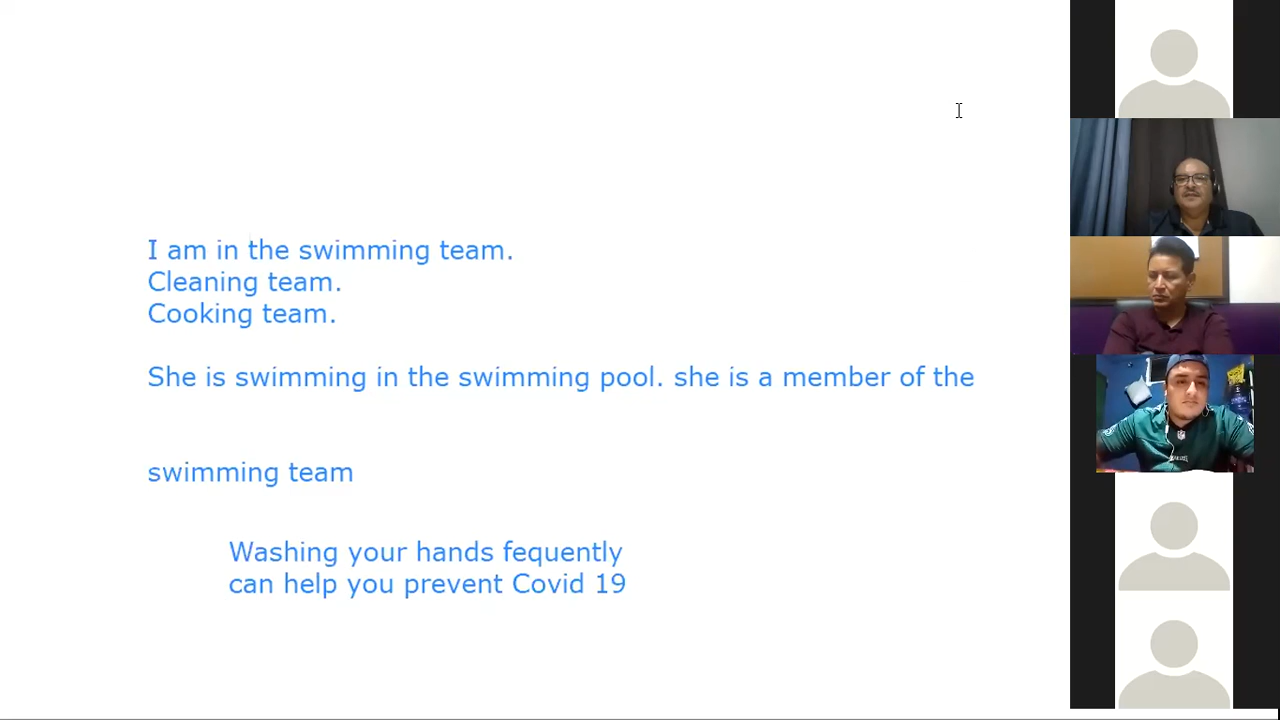 I am in the swimming team.
Cleaning team.
Cooking team.
She is swimming in the swimming pool. she is a member of the
swimming team
Washing your hands fequently
can help you prevent Covid 19